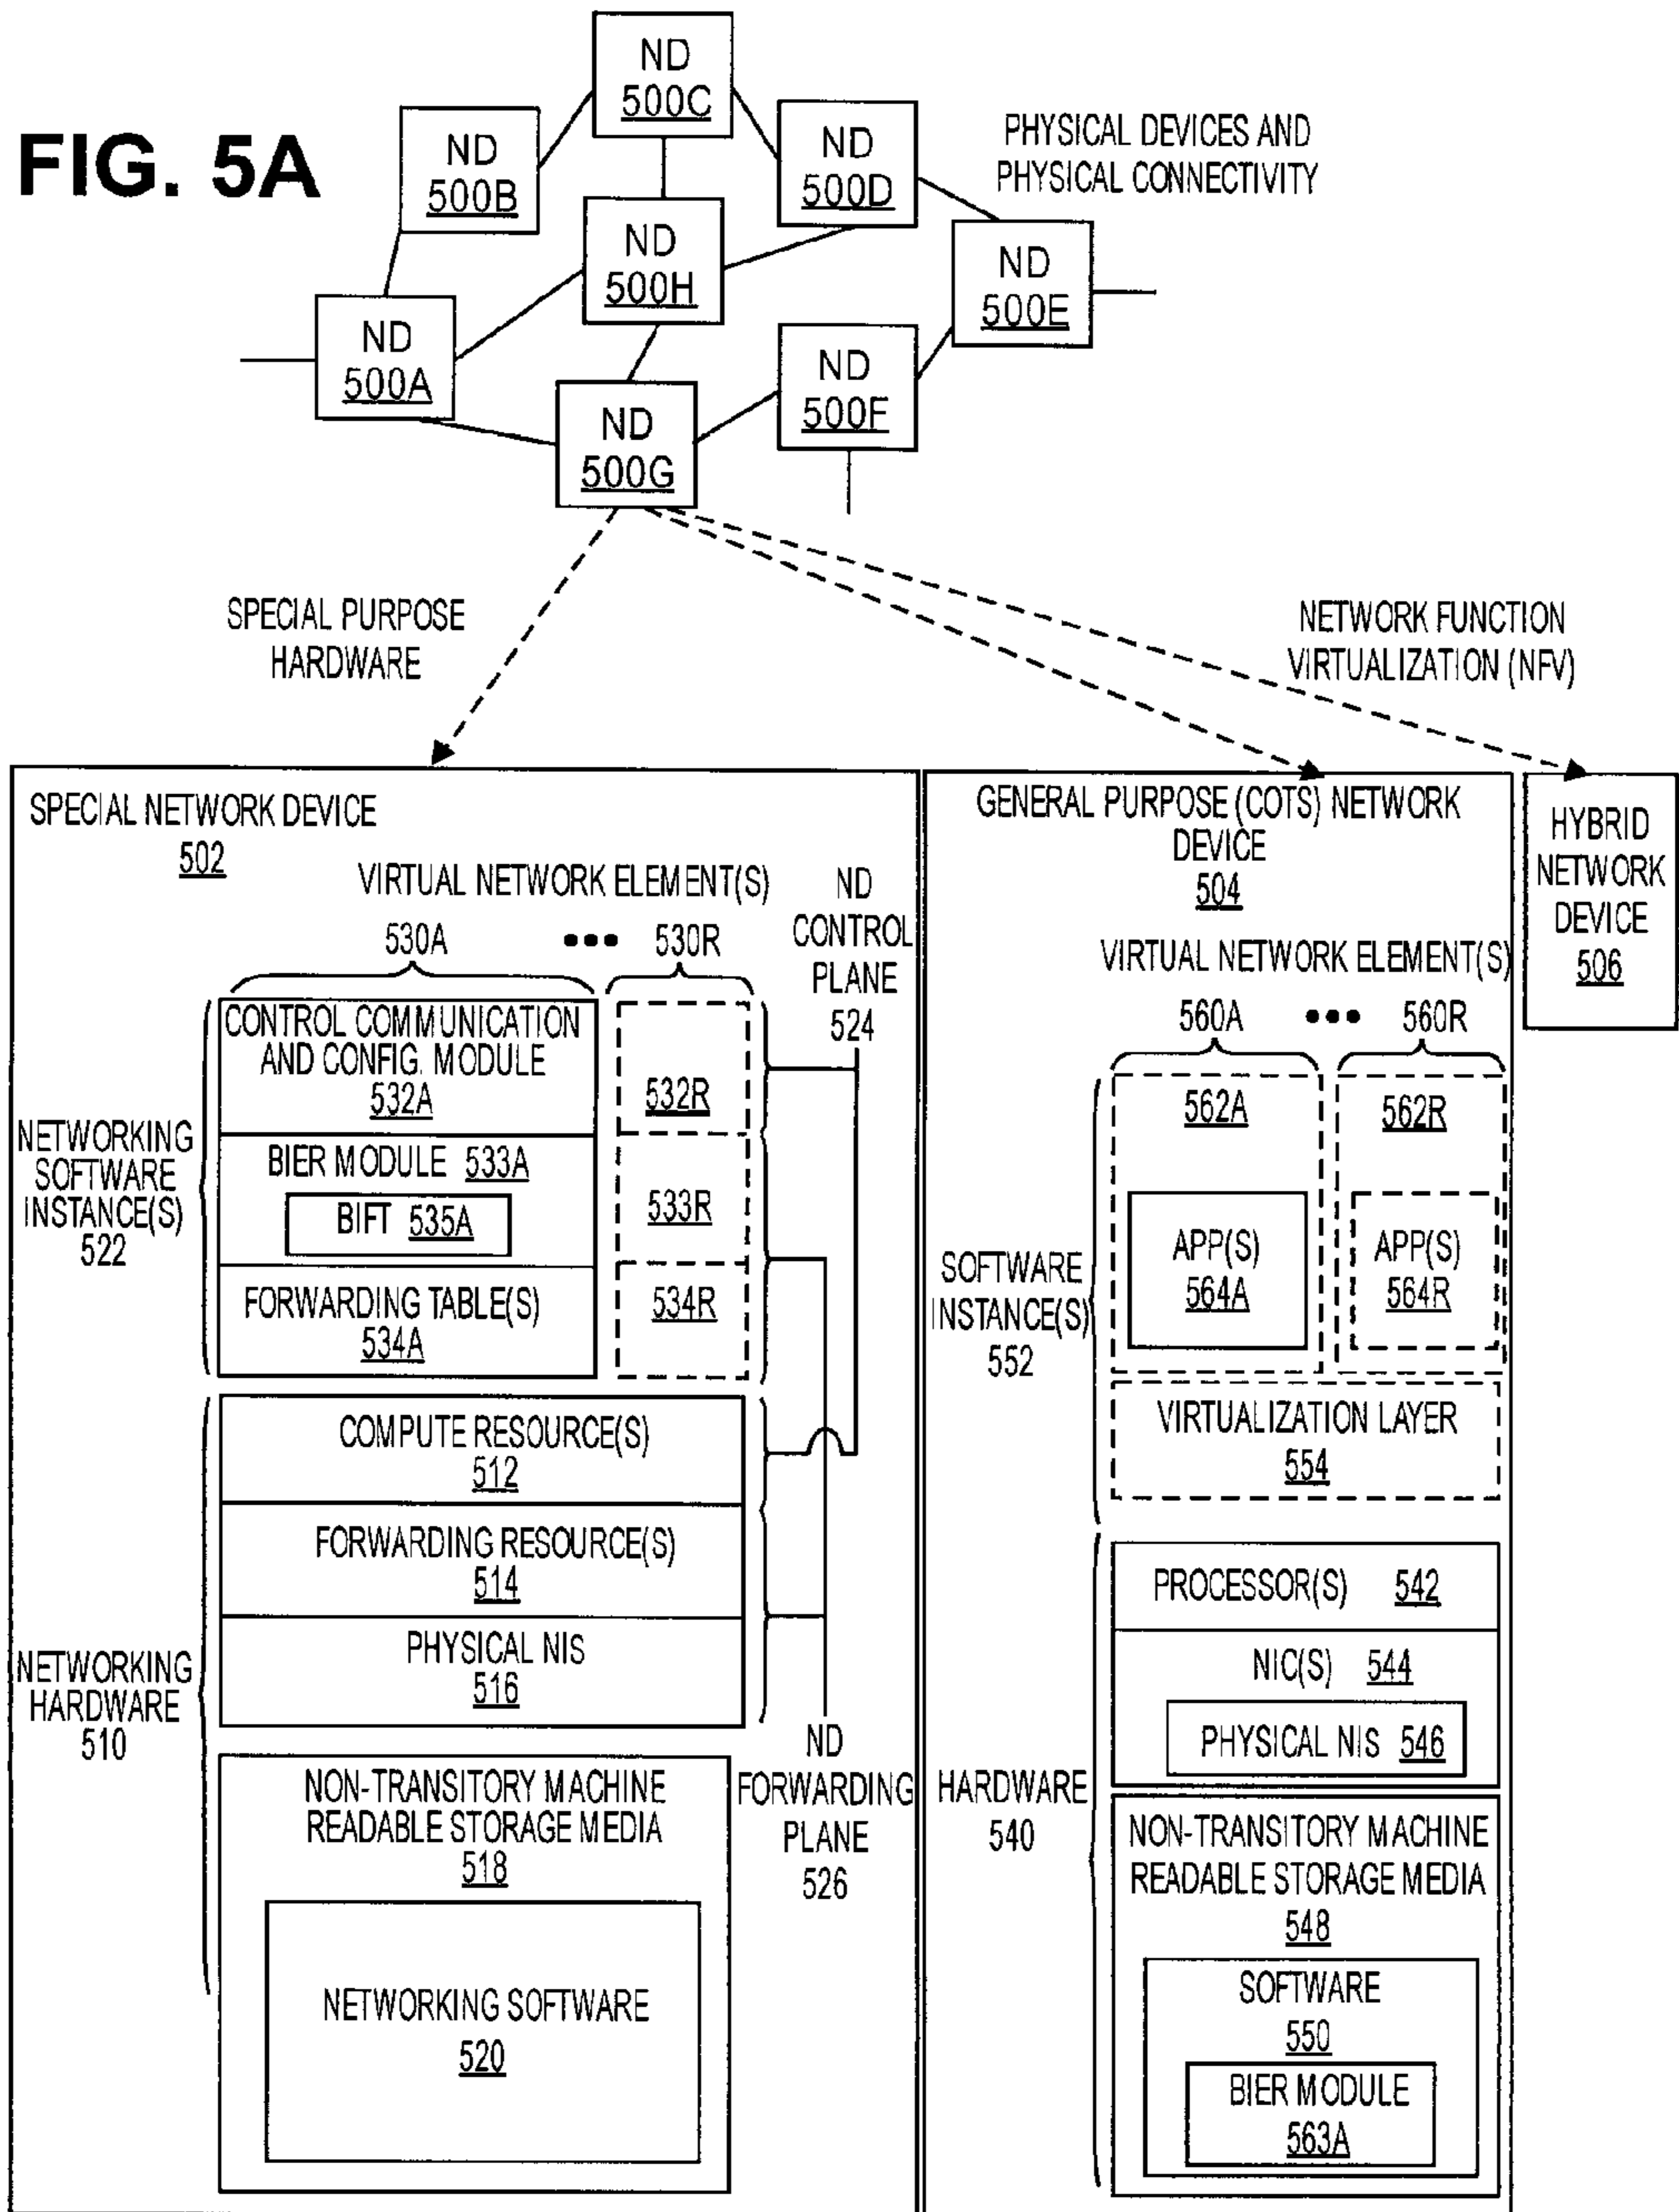 FIG. 5A
ND
500C
ND
500B
ND
500D
PHYSICAL DEVICES AND
PHYSICAL CONNECTIVITY
ND
500H
ND
500E
ND
500A
ND
500F
ND
500G
SPECIAL PURPOSE
HARDWARE
NETWORK FUNCTION
VIRTUALIZATION (NFV)
SPECIAL NETWORK DEVICE
502
VIRTUAL NETWORK ELEMENT(S)
530A ••• 530R
ND
CONTROL
PLANE
524
NETWORKING
SOFTWARE
INSTANCE(S)
522
CONTROL COMMUNICATION
AND CONFIG. MODULE
532A
532R
BIER MODULE 533A
BIFT 535A
533R
FORWARDING TABLE(S)
534A
534R
NETWORKING
HARDWARE
510
COMPUTE RESOURCE(S)
512
FORWARDING RESOURCE(S)
514
PHYSICAL NIS
516
ND
FORWARDING
PLANE
526
NON-TRANSITORY MACHINE
READABLE STORAGE MEDIA
518
NETWORKING SOFTWARE
520
GENERAL PURPOSE (COTS) NETWORK
DEVICE
504
VIRTUAL NETWORK ELEMENT(S)
560A ••• 560R
SOFTWARE
INSTANCE(S)
552
562A
562R
APP(S)
564A
APP(S)
564R
VIRTUALIZATION LAYER
554
HARDWARE
540
PROCESSOR(S) 542
NIC(S) 544
PHYSICAL NIS 546
NON-TRANSITORY MACHINE
READABLE STORAGE MEDIA
548
SOFTWARE
550
BIER MODULE
563A
HYBRID
NETWORK
DEVICE
506